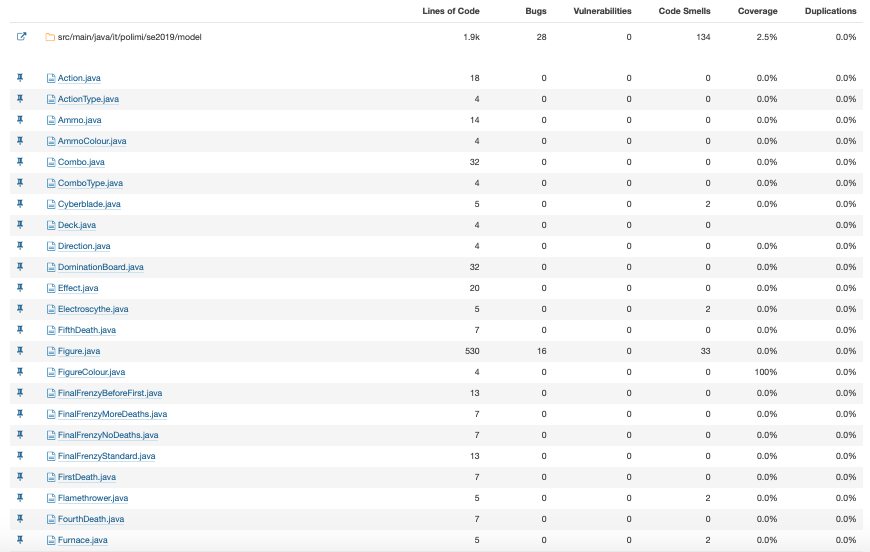 Lines of Code Bugs Vulnerabilities Code Smells Coverage Duplications
src/main/java/it/polimi/se2019/model 1.9k 28 0 134 2.5% 0.0%
Action.java 18 0 0 0 0.0% 0.0%
ActionType.java 4 0 0 0 0.0% 0.0%
Ammo.java 14 0 0 0 0.0% 0.0%
AmmoColour.java 4 0 0 0 0.0% 0.0%
Combo.java 32 0 0 0 0.0% 0.0%
ComboType.java 4 0 0 0 0.0% 0.0%
Cyberblade.java 5 0 0 2 0.0% 0.0%
Deck.java 4 0 0 0 0.0%
Direction.java 4 0 0 0 0.0% 0.0%
DominationBoard.java 32 0 0 0 0.0% 0.0%
Effect.java 20 0 0 0 0.0% 0.0%
Electroscythe.java 5 0 0 2 0.0% 0.0%
FifthDeath.java 7 0 0 0 0.0% 0.0%
Figure.java 530 16 0 33 0.0% 0.0%
FigureColour.java 4 0 0 0 100% 0.0%
FinalFrenzyBeforeFirst.java 13 0 0 0 0.0% 0.0%
FinalFrenzyMoreDeaths.java 7 0 0 0 0.0% 0.0%
FinalFrenzyNoDeaths.java 7 0 0 0 0.0% 0.0%
FinalFrenzyStandard.java 13 0 0 0 0.0% 0.0%
FirstDeath.java 7 0 0 0 0.0% 0.0%
Flamethrower.java 5 0 0 2 0.0% 0.0%
FourthDeath.java 7 0 0 0 0.0% 0.0%
Furnace.java 5 0 0 2 0.0% 0.0%